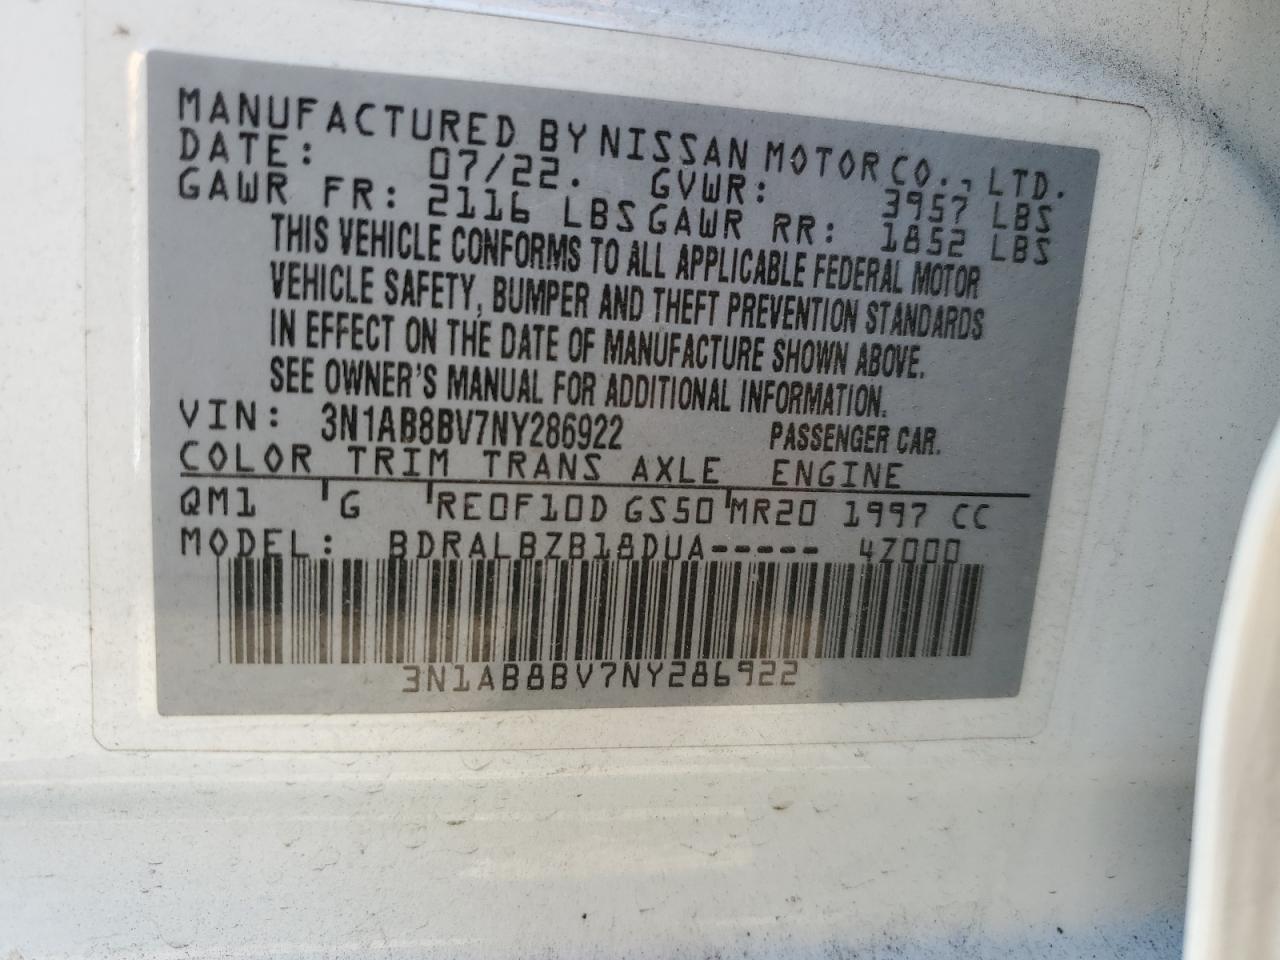 MANUFACTURED BY NISSAN MOTOR CO., LTD.
DATE: 07/22. GVWR: 3957 LBS
GAWR FR: 2116 LBS GAWR RR: 1852 LBS
THIS VEHICLE CONFORMS TO ALL APPLICABLE FEDERAL MOTOR
VEHICLE SAFETY, BUMPER AND THEFT PREVENTION STANDARDS
IN EFFECT ON THE DATE OF MANUFACTURE SHOWN ABOVE.
SEE OWNER'S MANUAL FOR ADDITIONAL INFORMATION.
VIN: 3N1AB8BV7NY286922 PASSENGER CAR.
COLOR TRIM TRANS AXLE ENGINE
QM1 G RE0F10D GS50 MR20 1997 CC
MODEL: BDRALBZB18DUA----- 4Z000
3N1AB8BV7NY286922